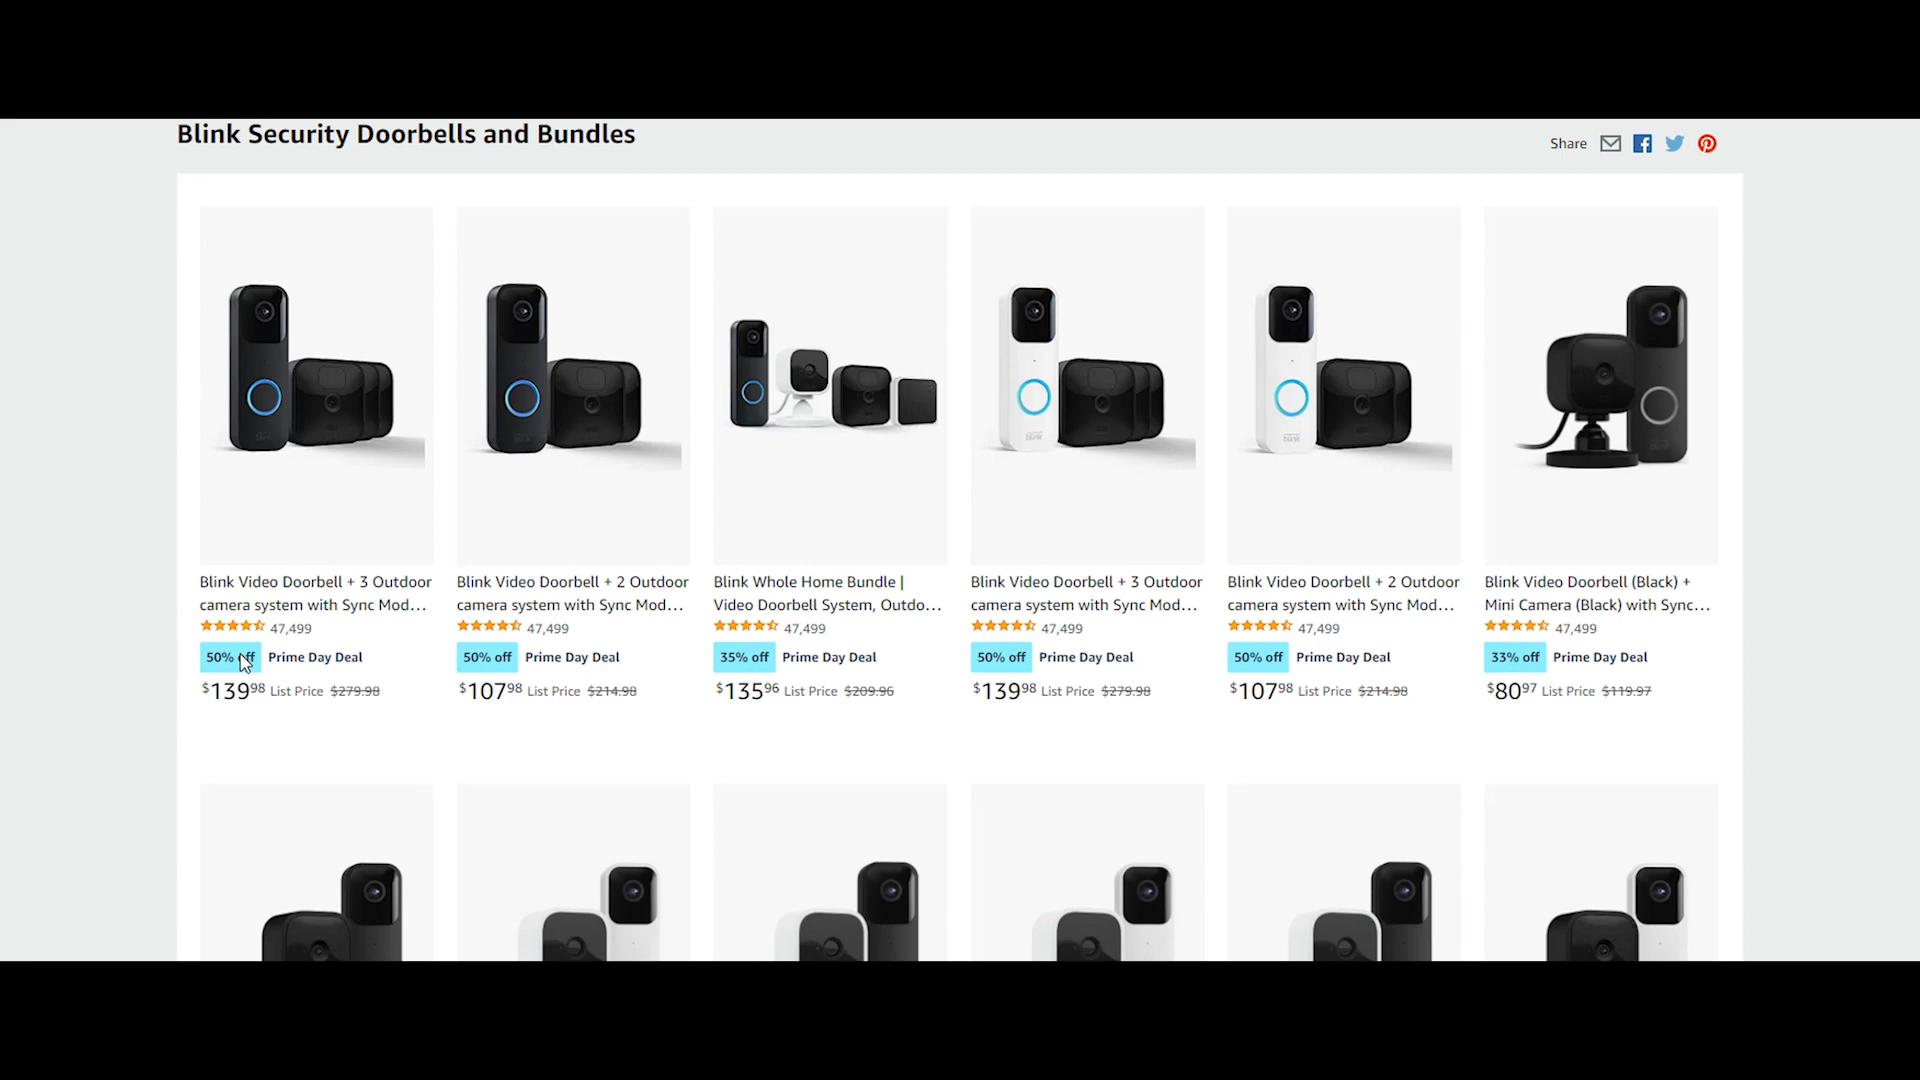 Blink Security Doorbells and Bundles
Share
Blink Video Doorbell + 3 Outdoor
camera system with Sync Mod...
47,499
50% off Prime Day Deal
$139.98 List Price $279.98
Blink Video Doorbell + 2 Outdoor
camera system with Sync Mod...
47,499
50% off Prime Day Deal
$107.98 List Price $214.98
Blink Whole Home Bundle |
Video Doorbell System, Outdo...
47,499
35% off Prime Day Deal
$135.96 List Price $209.96
Blink Video Doorbell + 3 Outdoor
camera system with Sync Mod...
47,499
50% off Prime Day Deal
$139.98 List Price $279.98
Blink Video Doorbell + 2 Outdoor
camera system with Sync Mod...
47,499
50% off Prime Day Deal
$107.98 List Price $214.98
Blink Video Doorbell (Black) +
Mini Camera (Black) with Sync...
47,499
33% off Prime Day Deal
$80.97 List Price $119.97